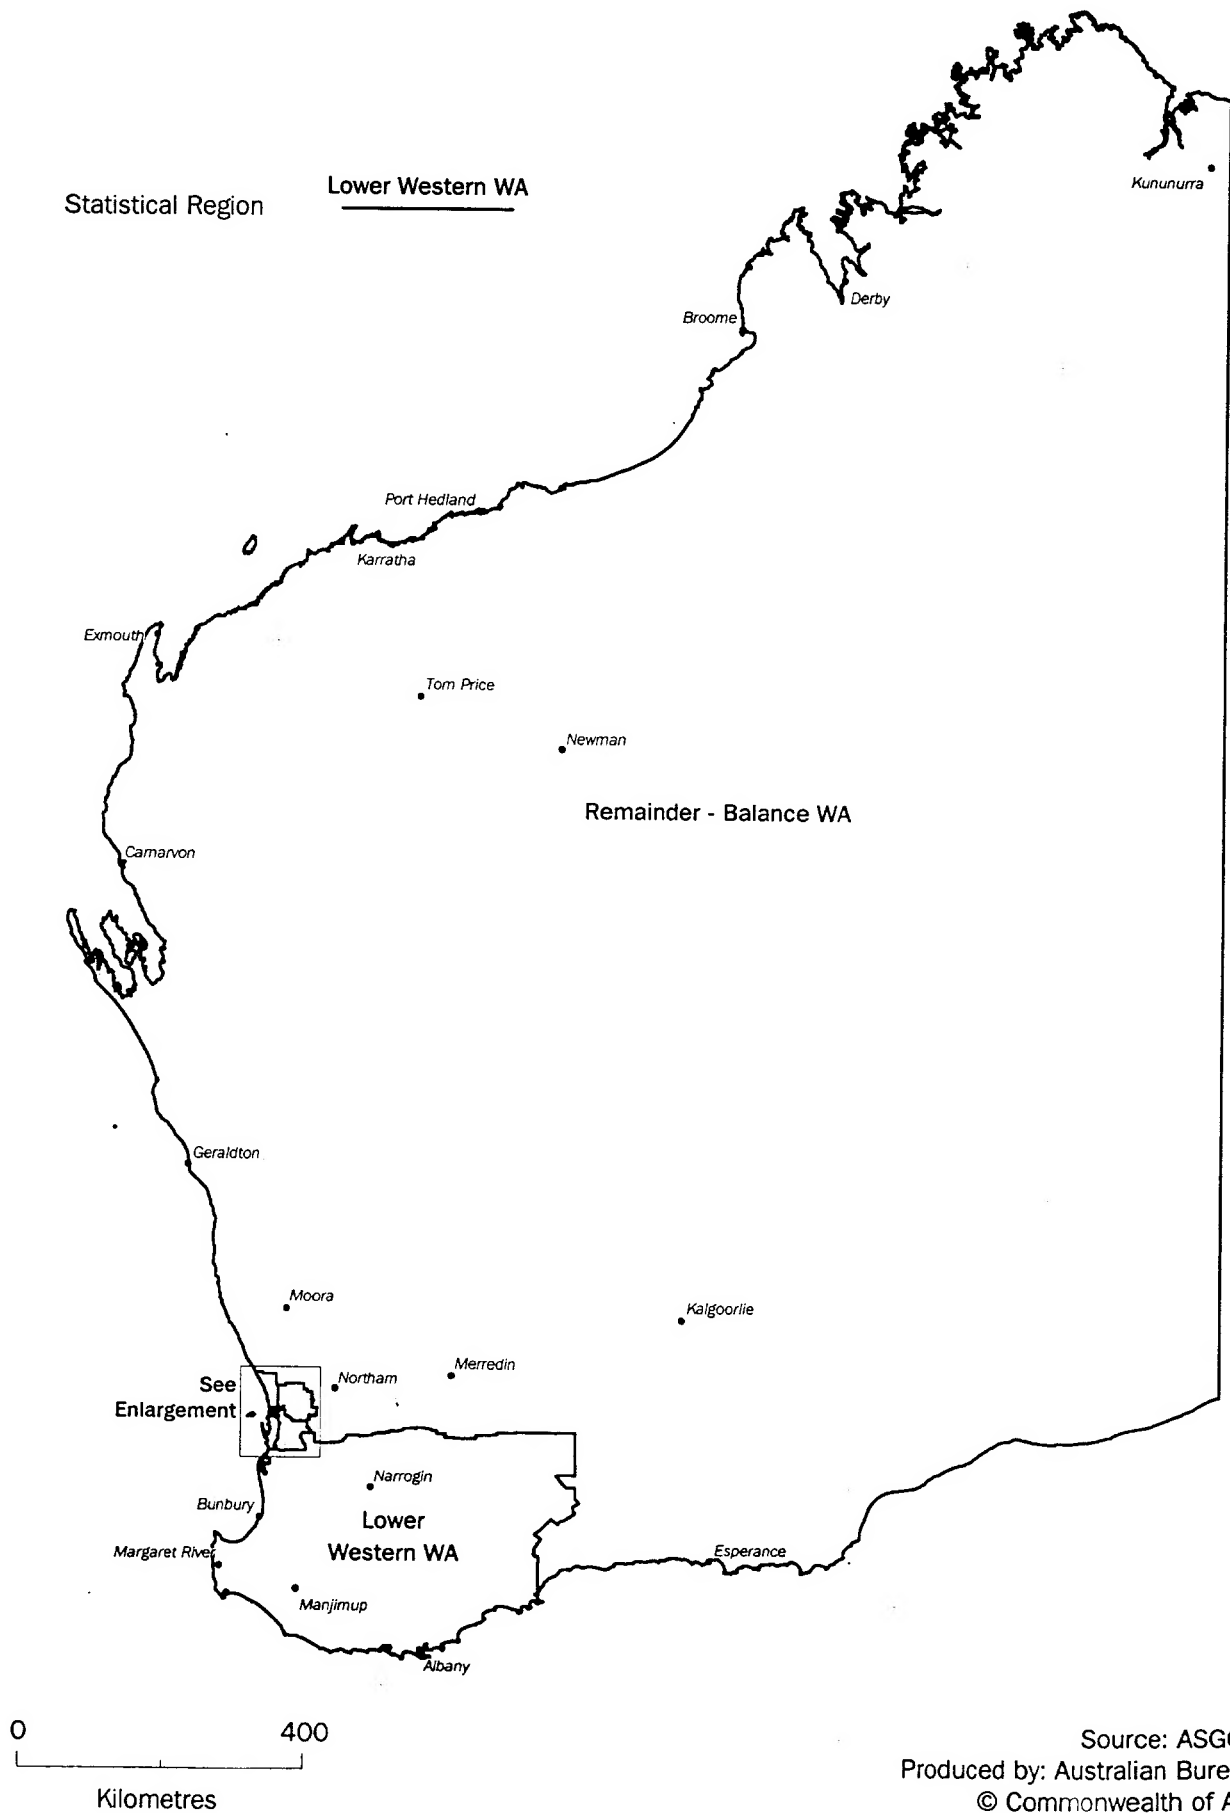 Lower Western WA
Statistical Region
Kununurra
Derby
Broome
Port Hedland
Karratha
Exmouth
Tom Price
Newman
Remainder - Balance WA
Carnarvon
Geraldton
Moora
Kalgoorlie
Merredin
Northam
See
Enlargement
Narrogin
Bunbury
Lower
Western WA
Margaret River
Esperance
Manjimup
Albany
0 400
Kilometres
Source: ASG
Produced by: Australian Bure
© Commonwealth of A